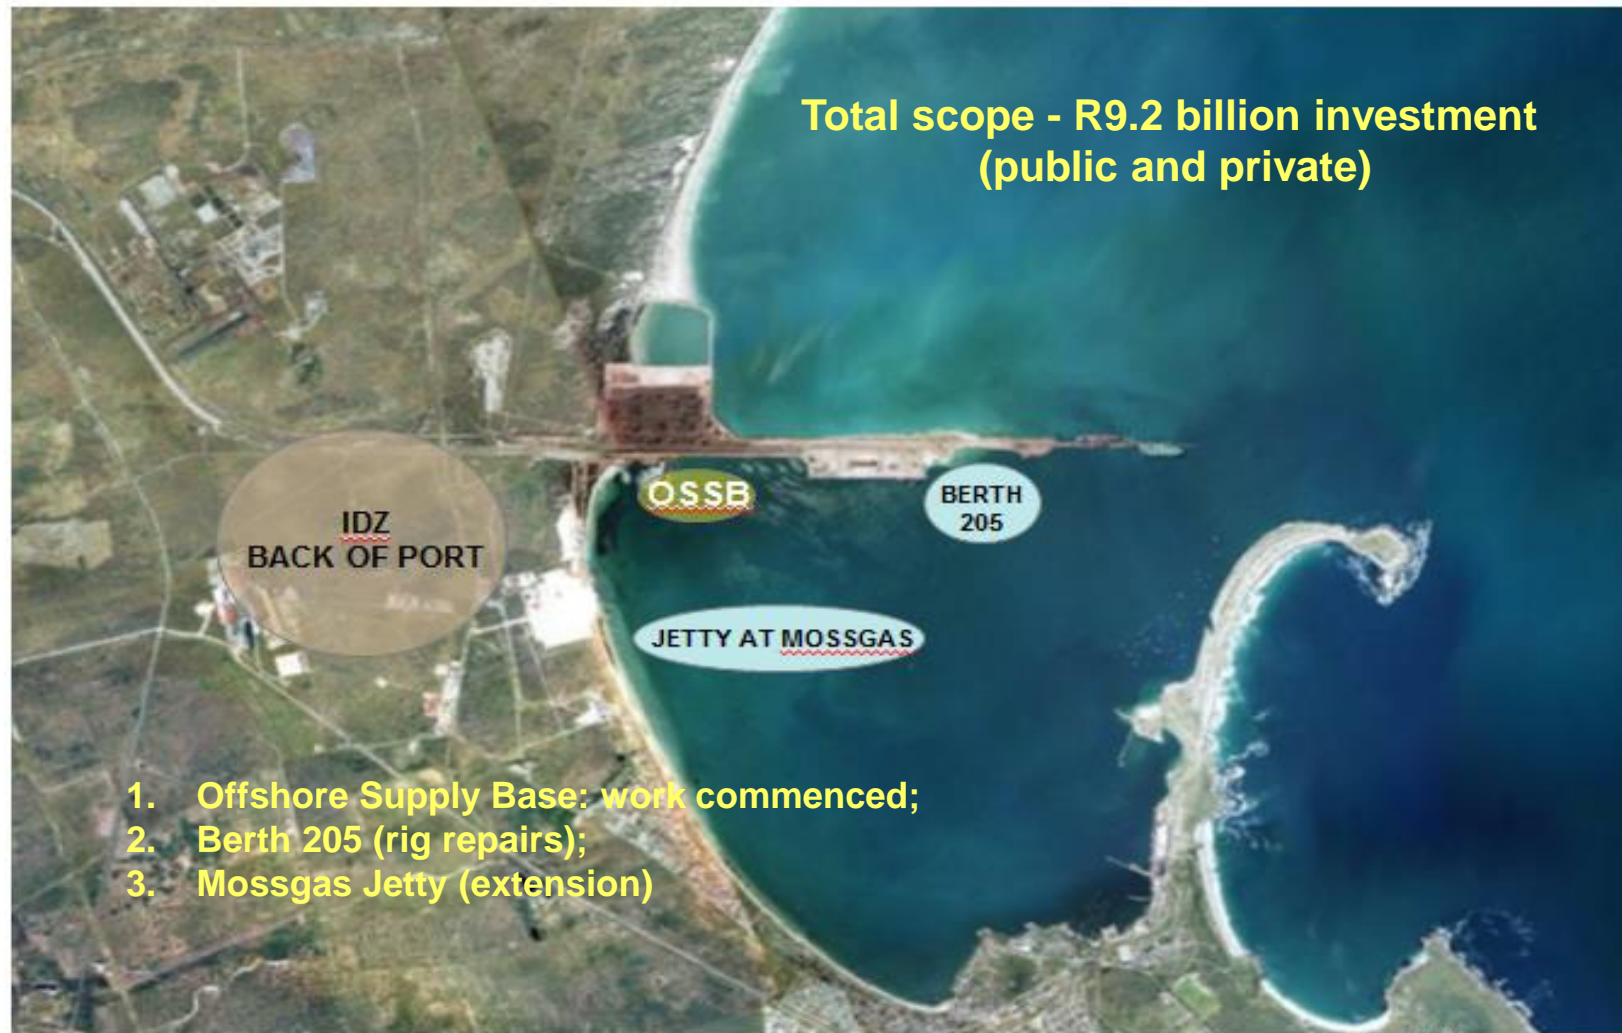 Total scope - R9.2 billion investment
(public and private)
OSSB
BERTH
205
IDZ
BACK OF PORT
JETTY AT MOSSGAS
1. Offshore Supply Base: work commenced;
2. Berth 205 (rig repairs);
3. Mossgas Jetty (extension)